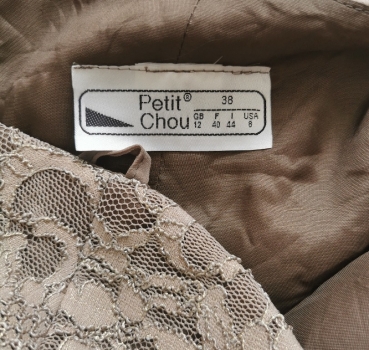 Petit®
Chou
38
GB F I USA
12 40 44 8